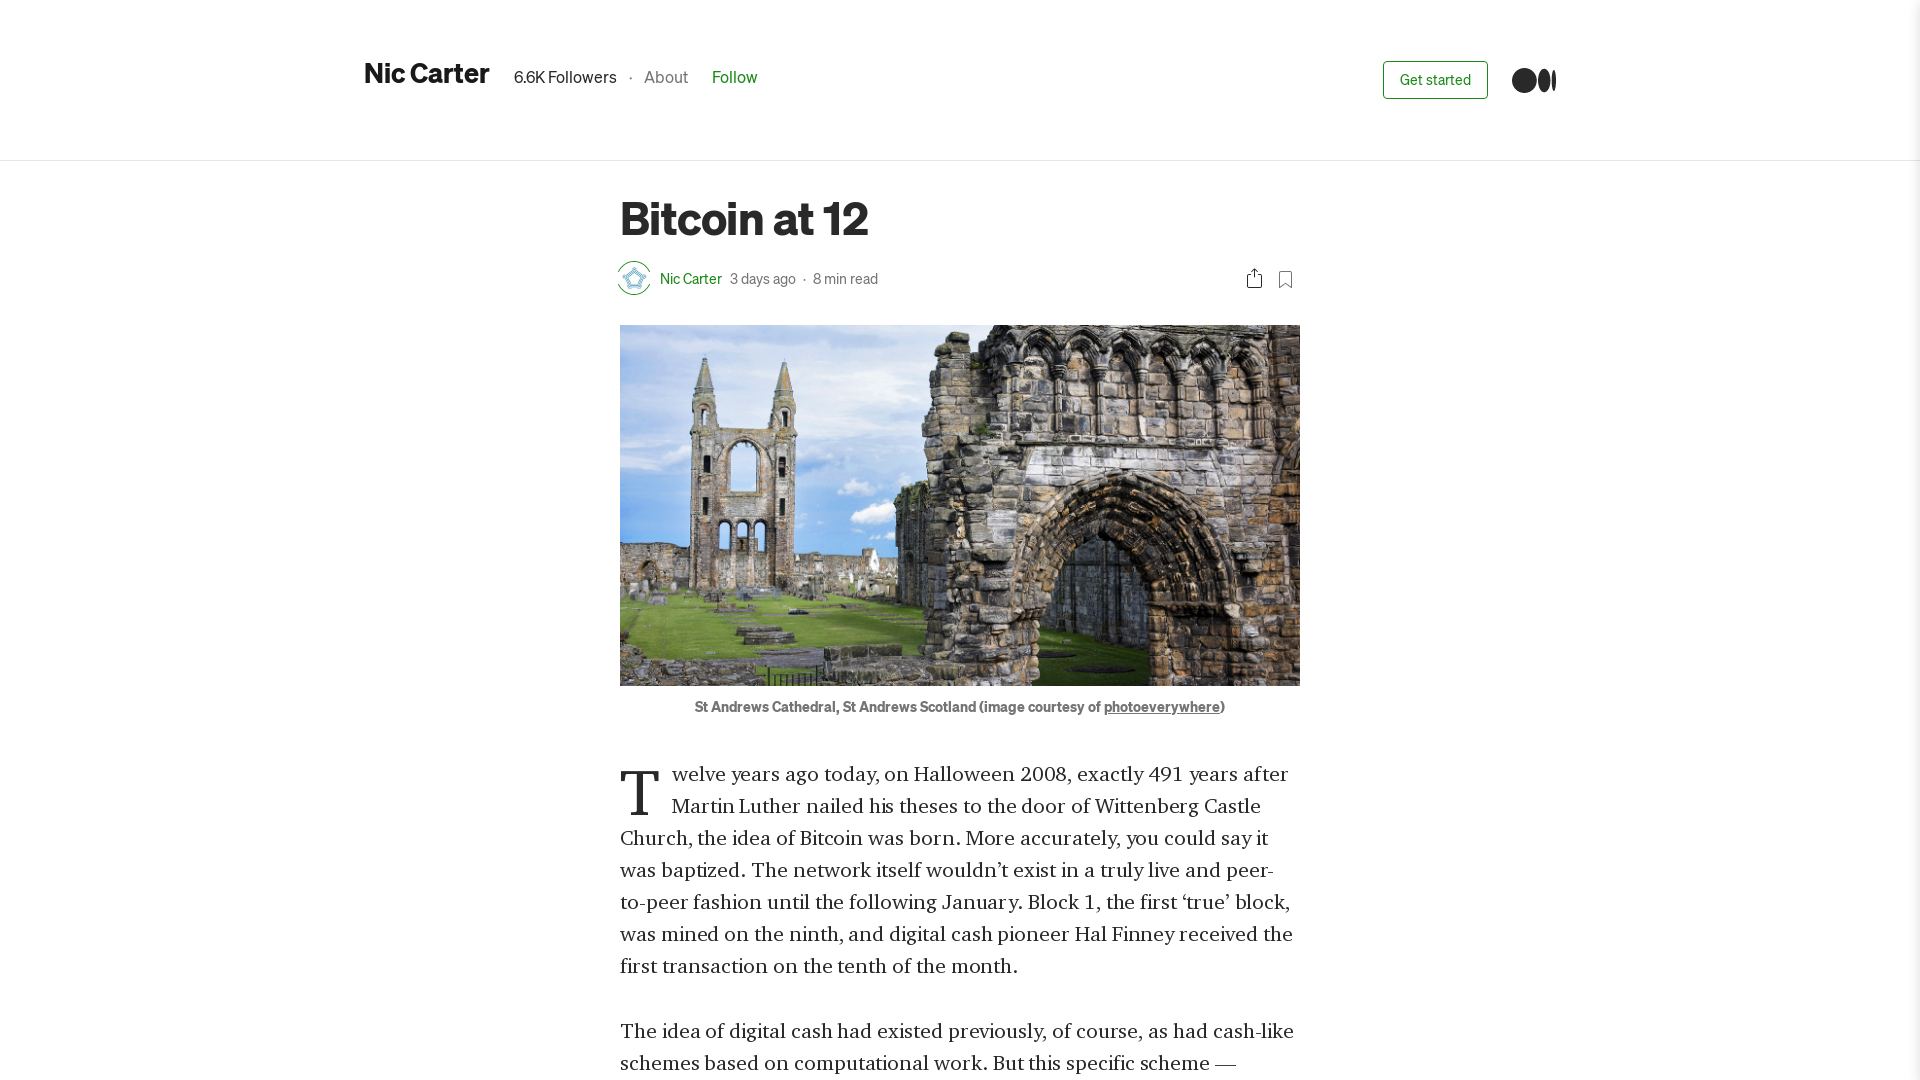 Nic Carter 6.6K Followers · About Follow
Get started
Bitcoin at 12
Nic Carter 3 days ago · 8 min read
St Andrews Cathedral, St Andrews Scotland (image courtesy of photoeverywhere)
Twelve years ago today, on Halloween 2008, exactly 491 years after
Martin Luther nailed his theses to the door of Wittenberg Castle
Church, the idea of Bitcoin was born. More accurately, you could say it
was baptized. The network itself wouldn’t exist in a truly live and peer-
to-peer fashion until the following January. Block 1, the first ‘true’ block,
was mined on the ninth, and digital cash pioneer Hal Finney received the
first transaction on the tenth of the month.
The idea of digital cash had existed previously, of course, as had cash-like
schemes based on computational work. But this specific scheme —